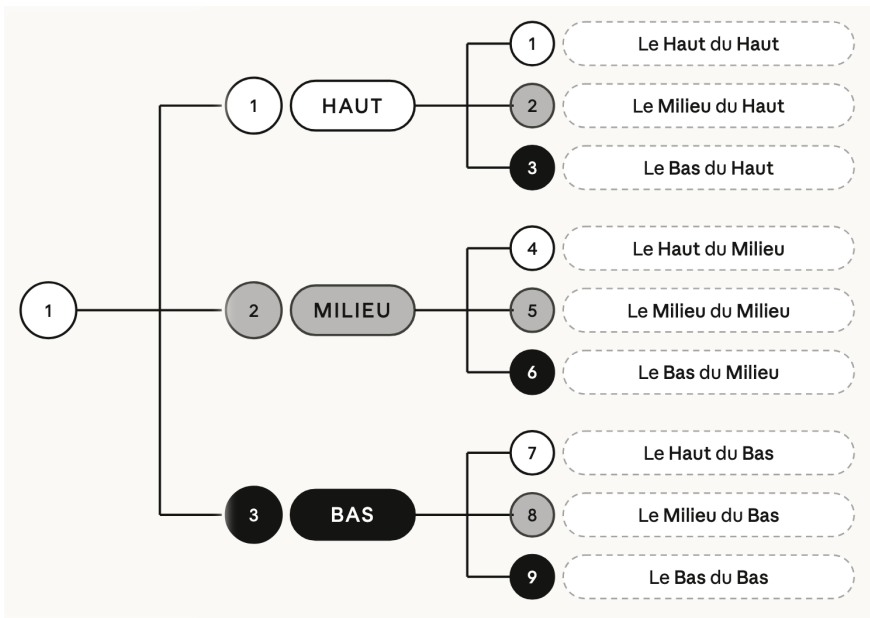 1
1 HAUT
1 Le Haut du Haut
2 Le Milieu du Haut
3 Le Bas du Haut
2 MILIEU
4 Le Haut du Milieu
5 Le Milieu du Milieu
6 Le Bas du Milieu
3 BAS
7 Le Haut du Bas
8 Le Milieu du Bas
9 Le Bas du Bas